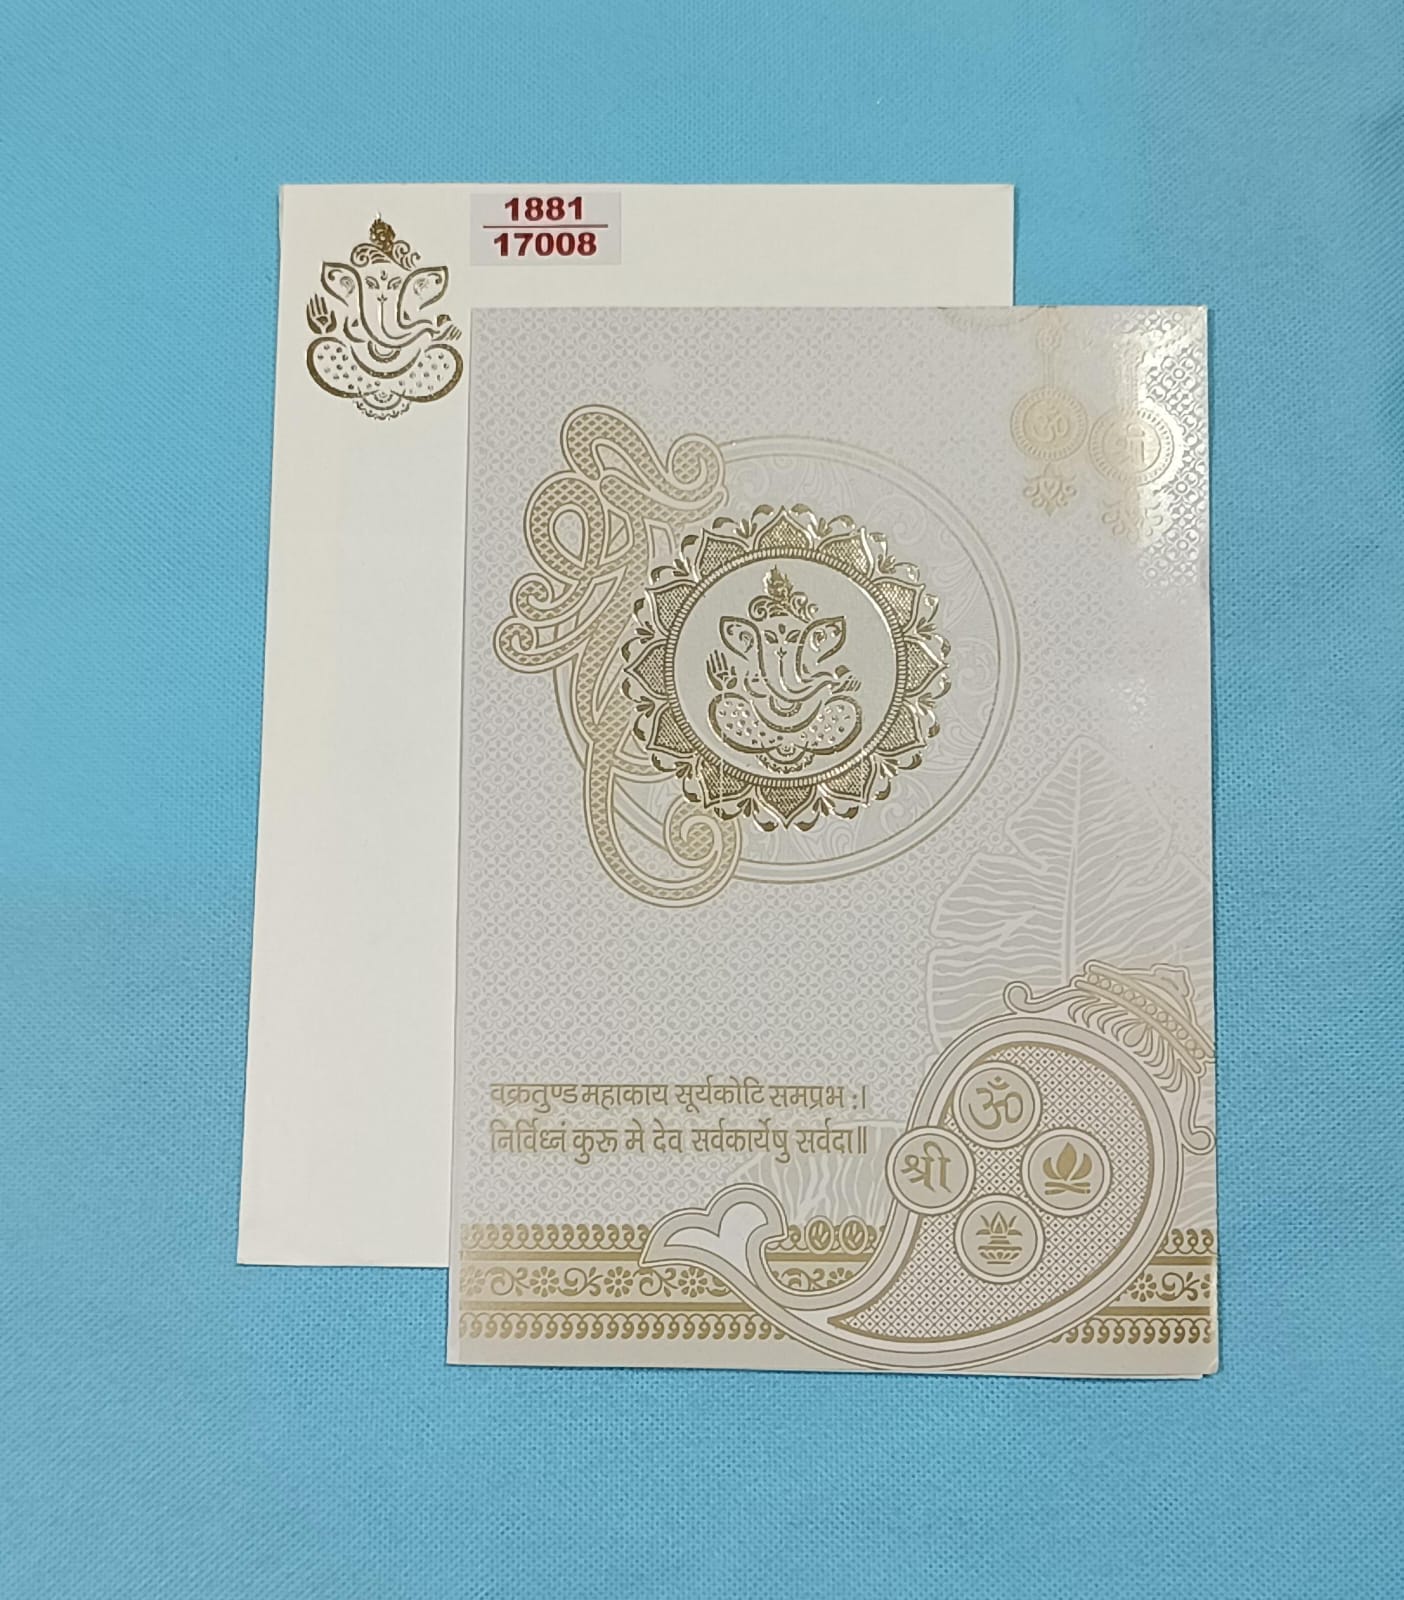 1881
17008
ॐ
वक्रतुण्ड महाकाय सूर्यकोटि समप्रभ :।
निर्विघ्नं कुरू मे देव सर्वकार्येषु सर्वदा॥
ॐ
श्री